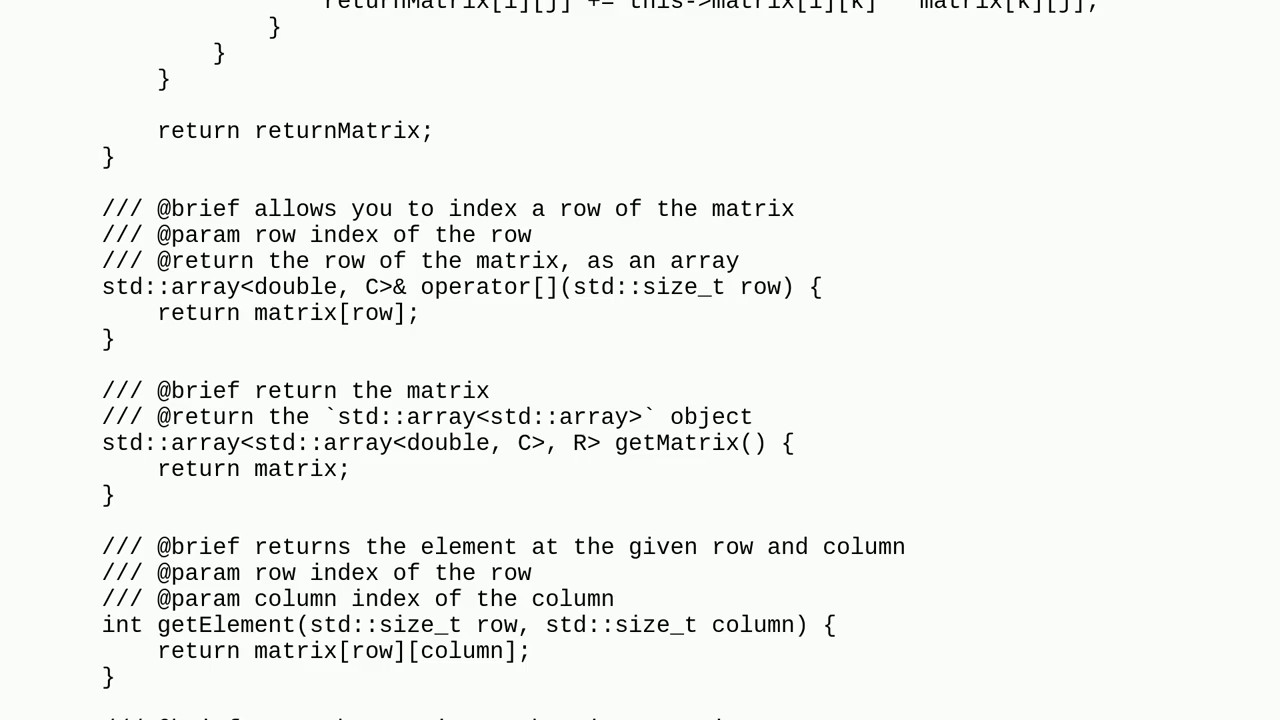 returnMatrix[i][j] += this->matrix[i][k] * matrix[k][j];
                }
            }
        }

        return returnMatrix;
    }

    /// @brief allows you to index a row of the matrix
    /// @param row index of the row
    /// @return the row of the matrix, as an array
    std::array<double, C>& operator[](std::size_t row) {
        return matrix[row];
    }

    /// @brief return the matrix
    /// @return the `std::array<std::array>` object
    std::array<std::array<double, C>, R> getMatrix() {
        return matrix;
    }

    /// @brief returns the element at the given row and column
    /// @param row index of the row
    /// @param column index of the column
    int getElement(std::size_t row, std::size_t column) {
        return matrix[row][column];
    }